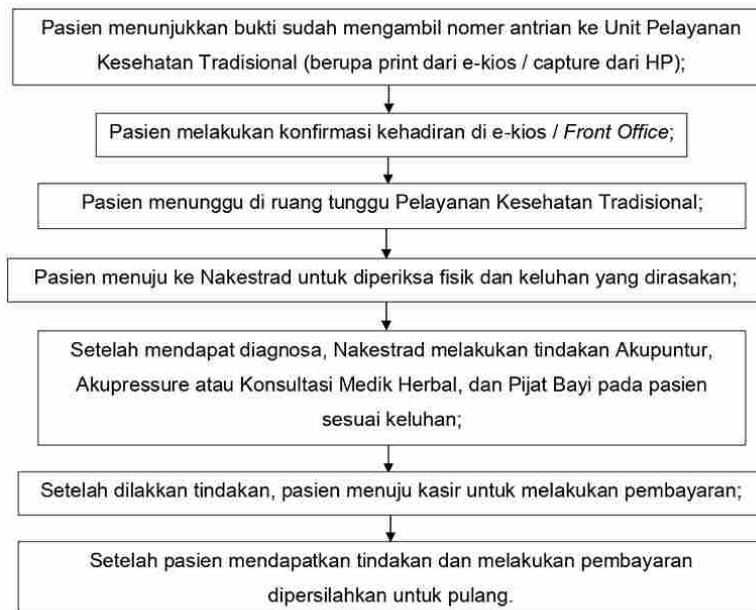 Pasien menunjukkan bukti sudah mengambil nomer antrian ke Unit Pelayanan
Kesehatan Tradisional (berupa print dari e-kios / capture dari HP);
Pasien melakukan konfirmasi kehadiran di e-kios / Front Office;
Pasien menunggu di ruang tunggu Pelayanan Kesehatan Tradisional;
Pasien menuju ke Nakestrad untuk diperiksa fisik dan keluhan yang dirasakan;
Setelah mendapat diagnosa, Nakestrad melakukan tindakan Akupuntur,
Akupressure atau Konsultasi Medik Herbal, dan Pijat Bayi pada pasien
sesuai keluhan;
Setelah dilakkan tindakan, pasien menuju kasir untuk melakukan pembayaran;
Setelah pasien mendapatkan tindakan dan melakukan pembayaran
dipersilahkan untuk pulang.